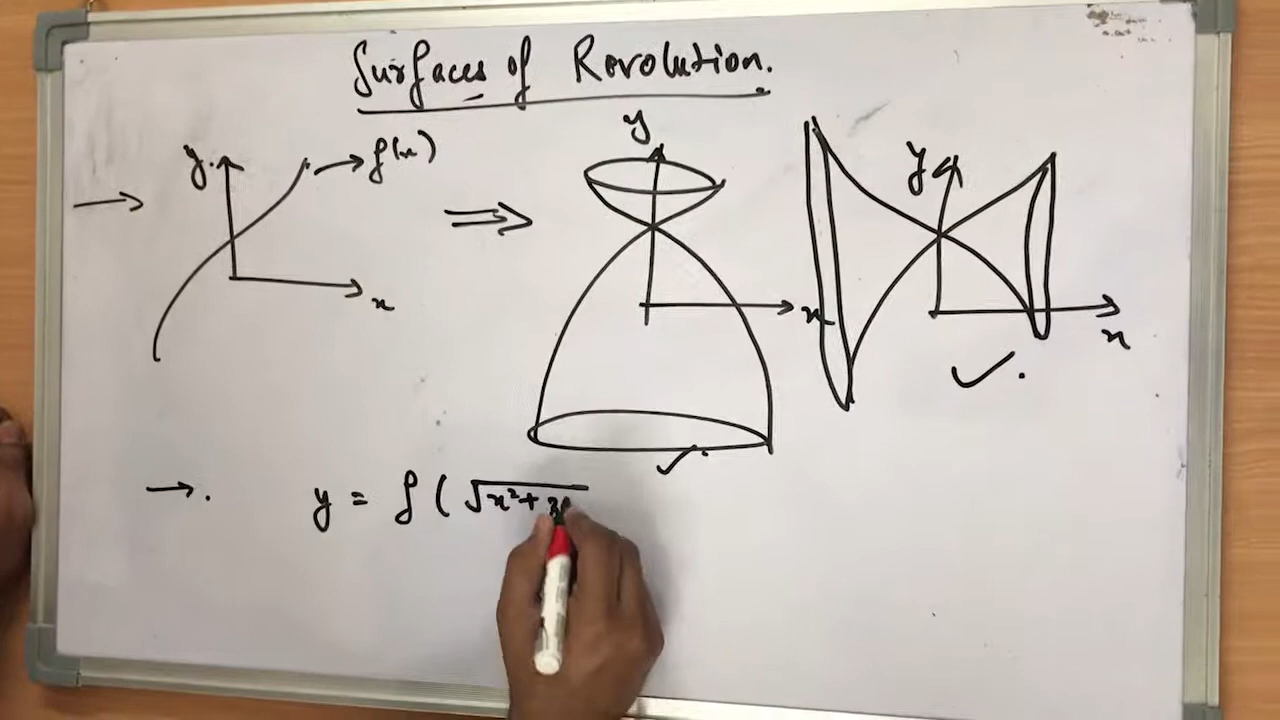 Surfaces of Revolution.
y
f(x)
x
y
x
y
x
y = f ( √x² + z